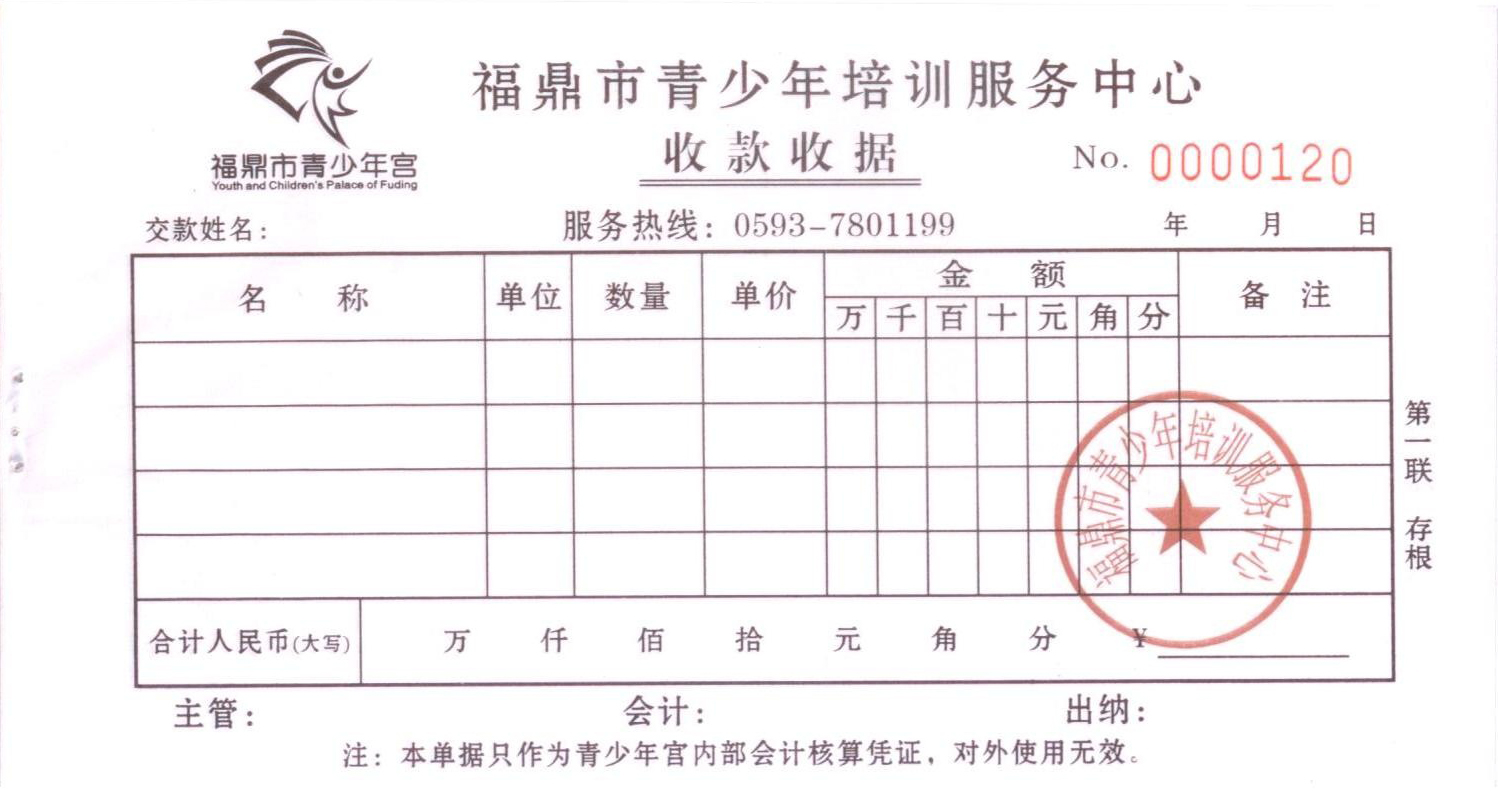 福鼎市青少年培训服务中心
福鼎市青少年宫
Youth and Children's Palace of Fuding
收款收据
No. 0000120
交款姓名：
服务热线：0593-7801199
年 月 日
名 称 单位 数量 单价 金 额 备 注
万 千 百 十 元 角 分
福鼎市青少年培训服务中心
第一联 存根
合计人民币(大写) 万 仟 佰 拾 元 角 分 ¥
主管： 会计： 出纳：
注：本单据只作为青少年宫内部会计核算凭证，对外使用无效。